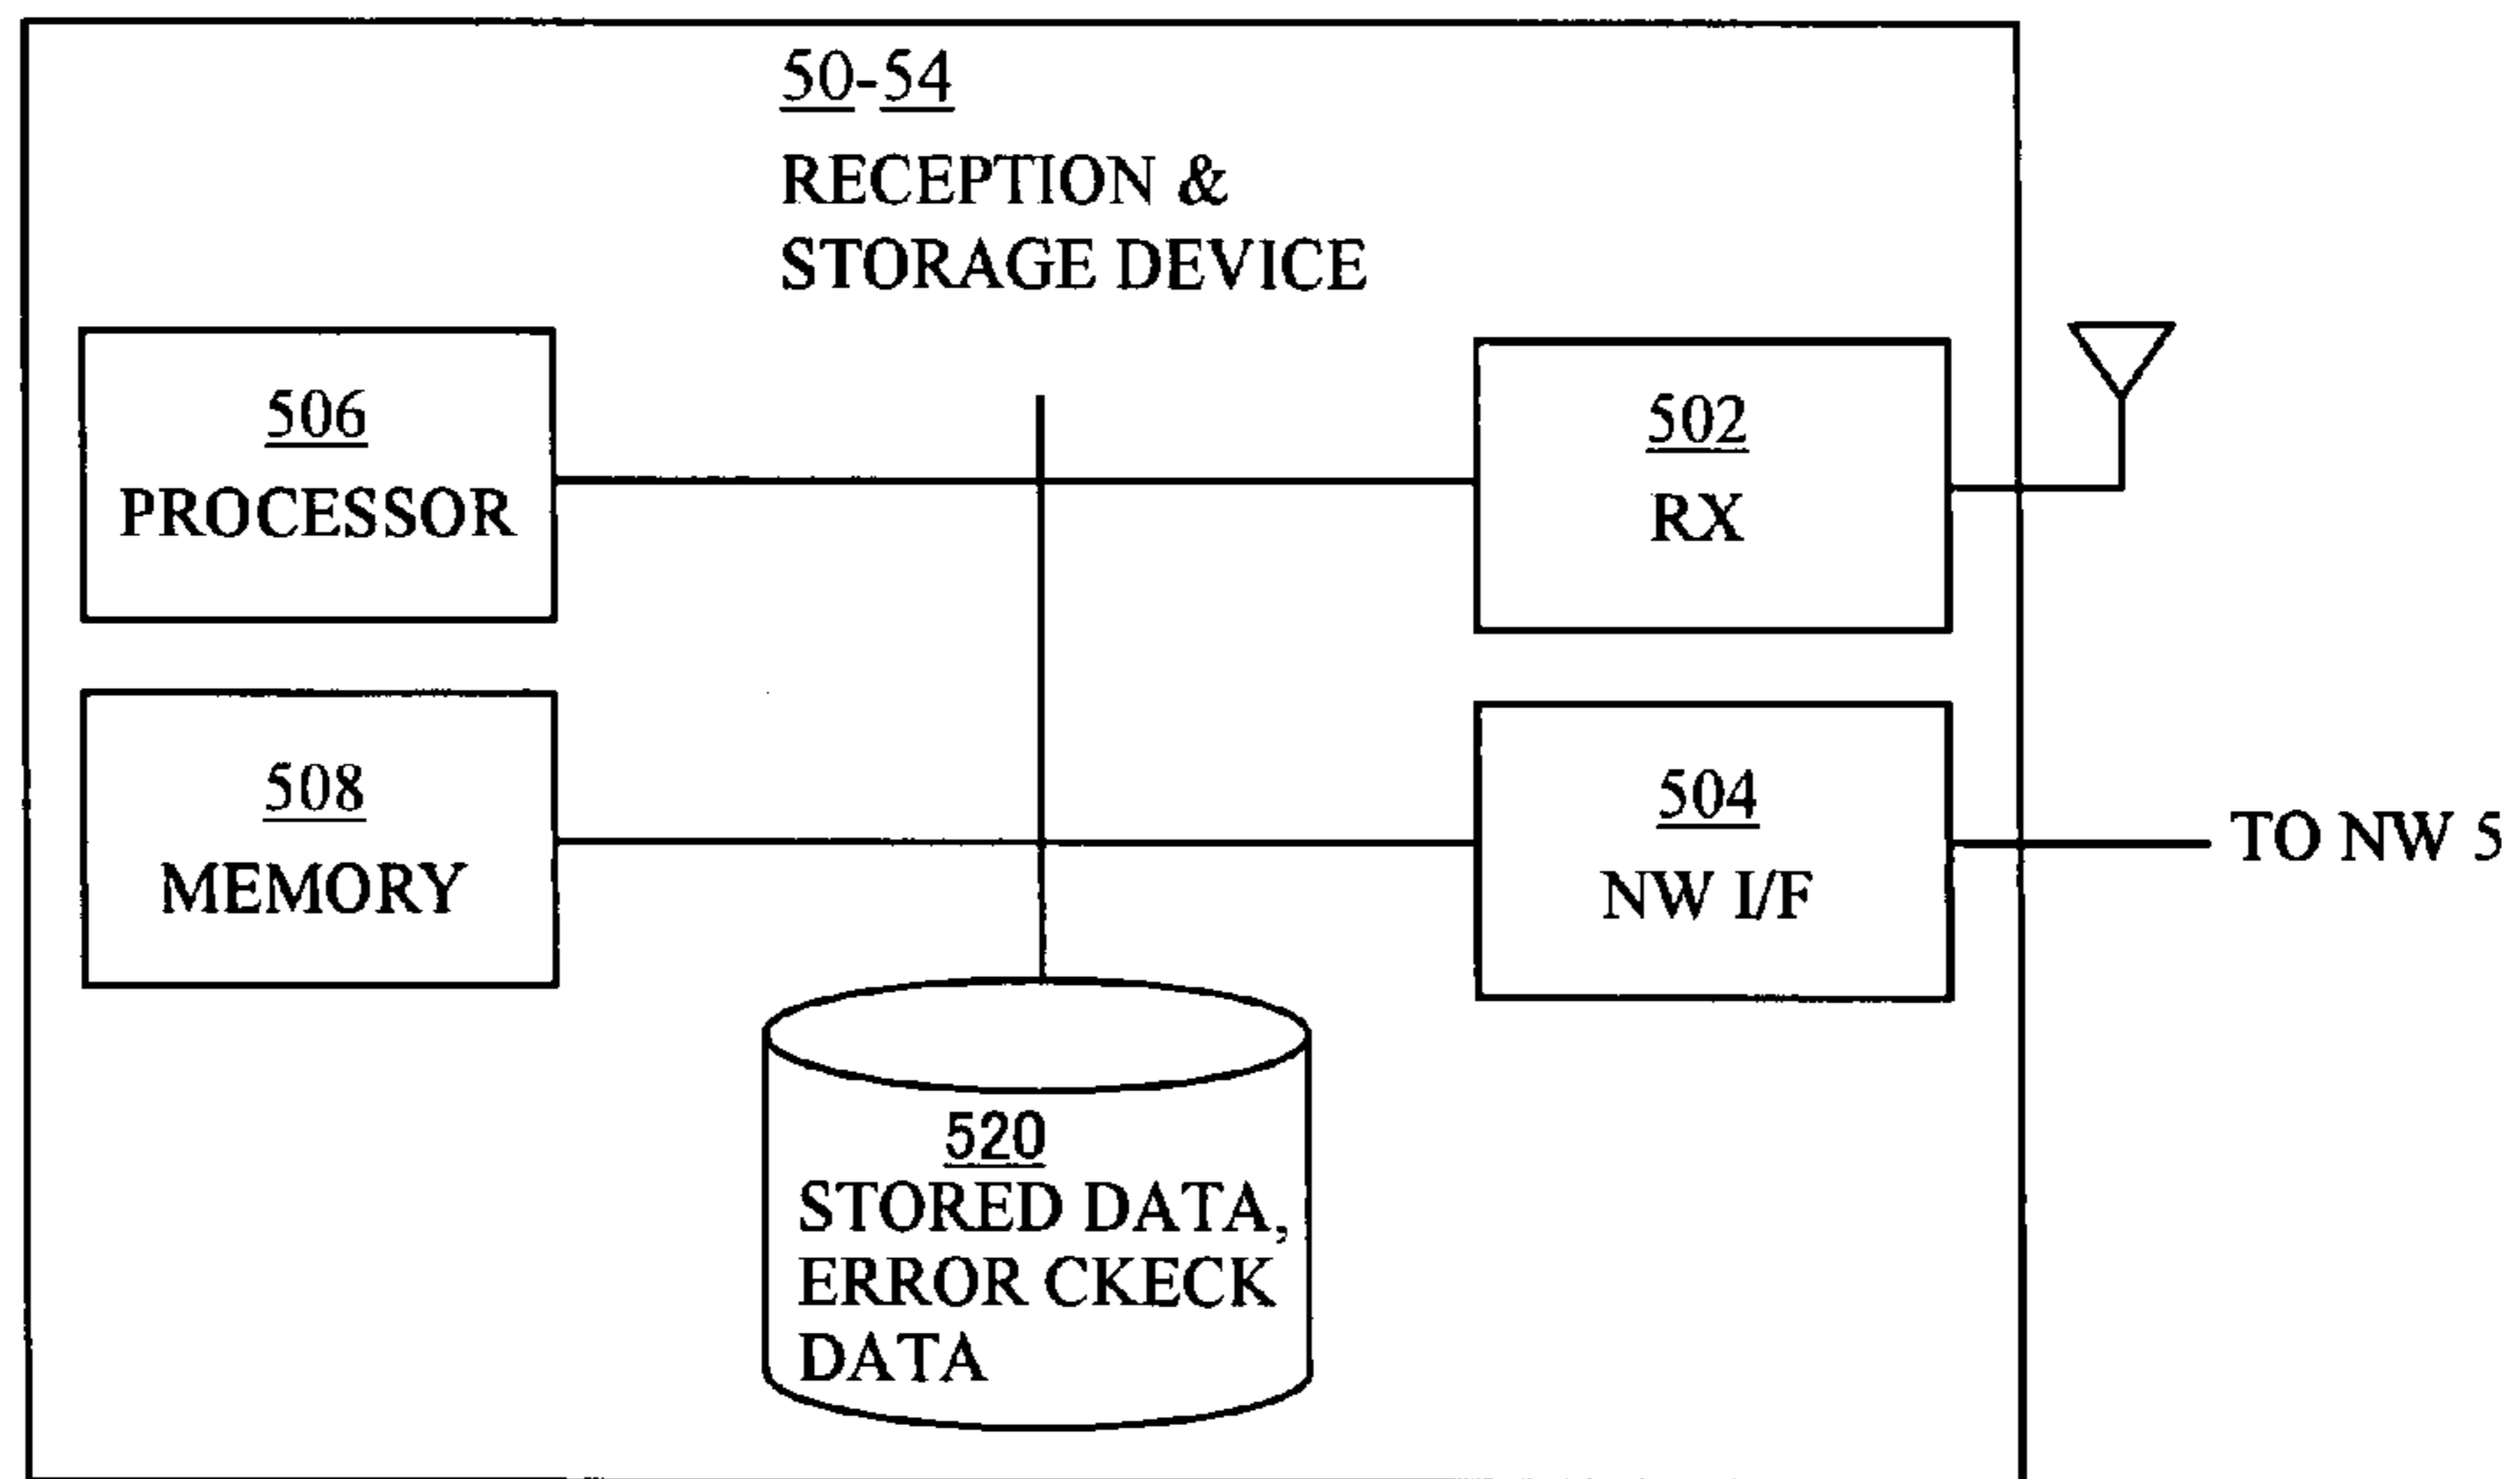 50-54
RECEPTION &
STORAGE DEVICE
506
PROCESSOR
502
RX
508
MEMORY
504
NW I/F
TO NW 5
520
STORED DATA,
ERROR CKECK
DATA